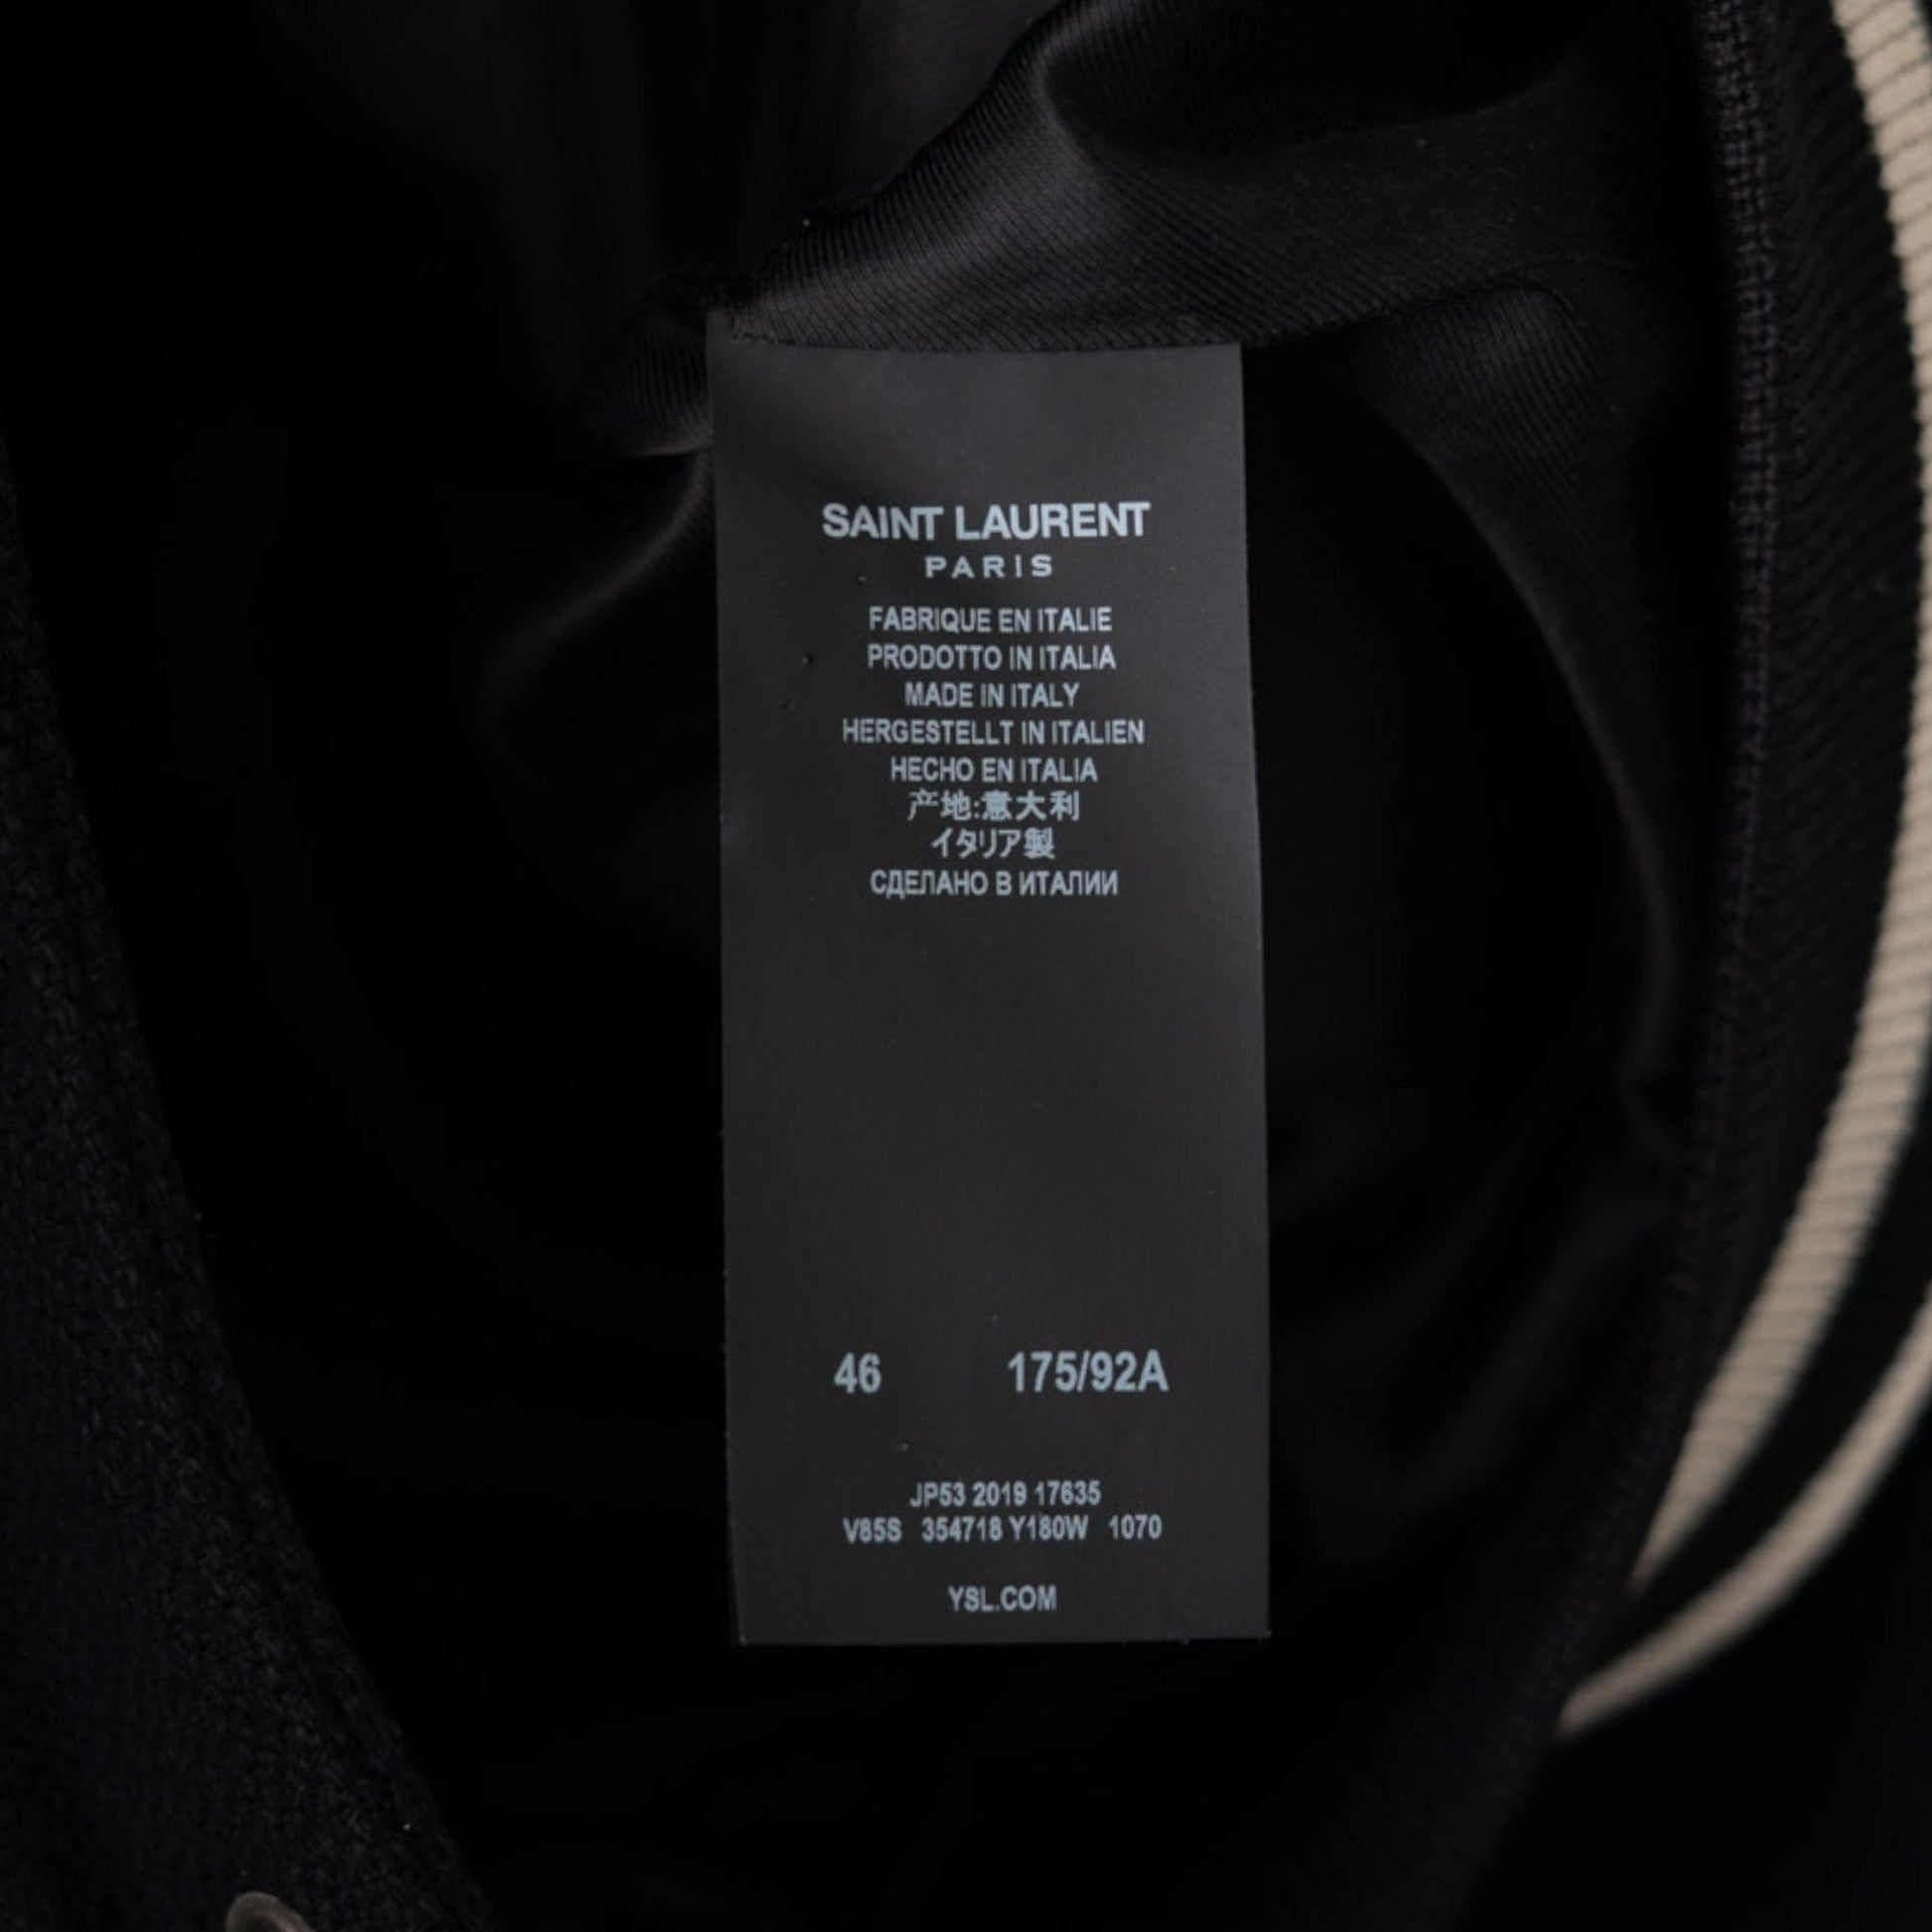 SAINT LAURENT
PARIS
FABRIQUE EN ITALIE
PRODOTTO IN ITALIA
MADE IN ITALY
HERGESTELLT IN ITALIEN
HECHO EN ITALIA
产地:意大利
イタリア製
СДЕЛАНО В ИТАЛИИ
46 175/92A
JP53 2019 17635
V85S 354718 Y180W 1070
YSL.COM